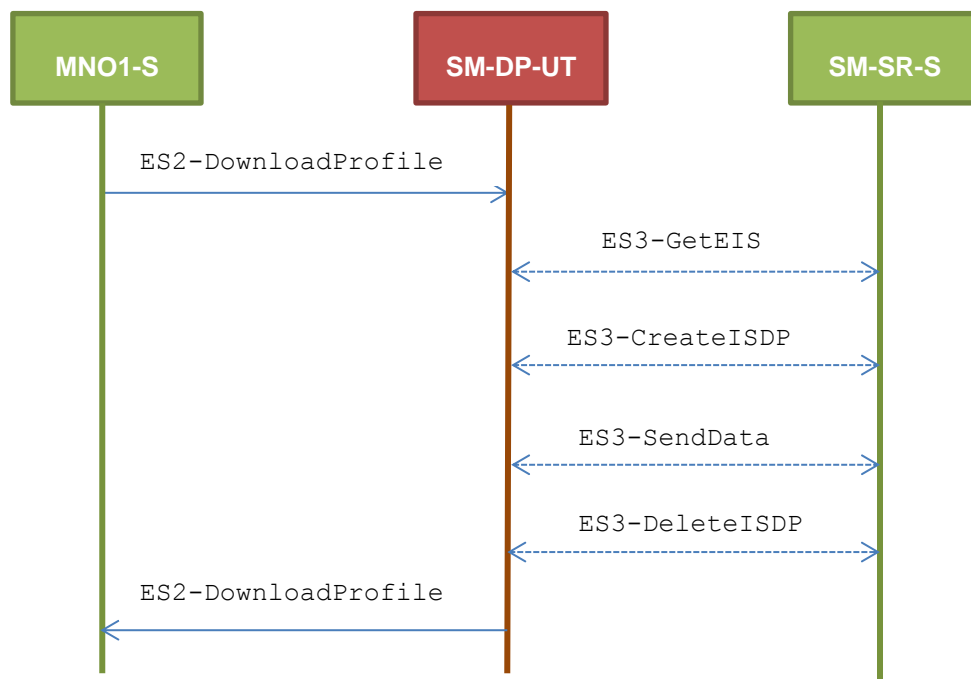 MNO1-S
SM-DP-UT
SM-SR-S
ES2-DownloadProfile
ES3-GetEIS
ES3-CreateISDP
ES3-SendData
ES3-DeleteISDP
ES2-DownloadProfile